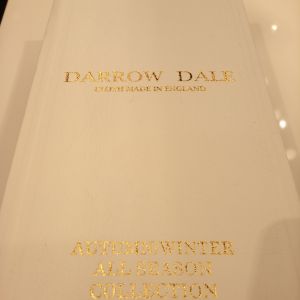 DARROW DALE
MADE IN ENGLAND
AUTUMN/WINTER
ALL SEASON
COLLECTION